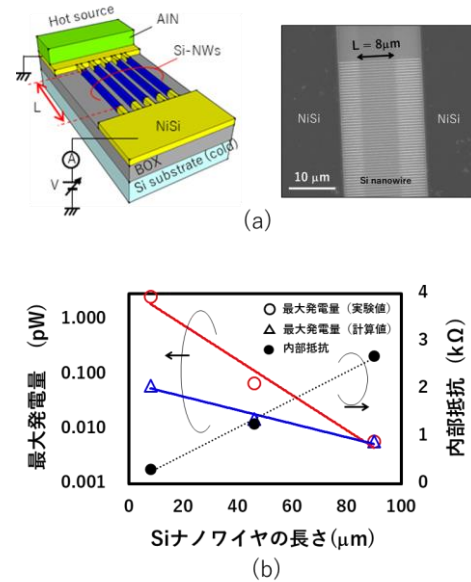 Hot source
AlN
Si-NWs
L
NiSi
A
V
BOX
Si substrate (cold)
L = 8μm
NiSi
NiSi
10 μm
Si nanowire
(a)
最大発電量 (pW)
1.000
0.100
0.010
0.001
最大発電量 (実験値)
最大発電量 (計算値)
内部抵抗
4
3
2
1
0
内部抵抗 (kΩ)
0
20
40
60
80
100
Siナノワイヤの長さ(μm)
(b)